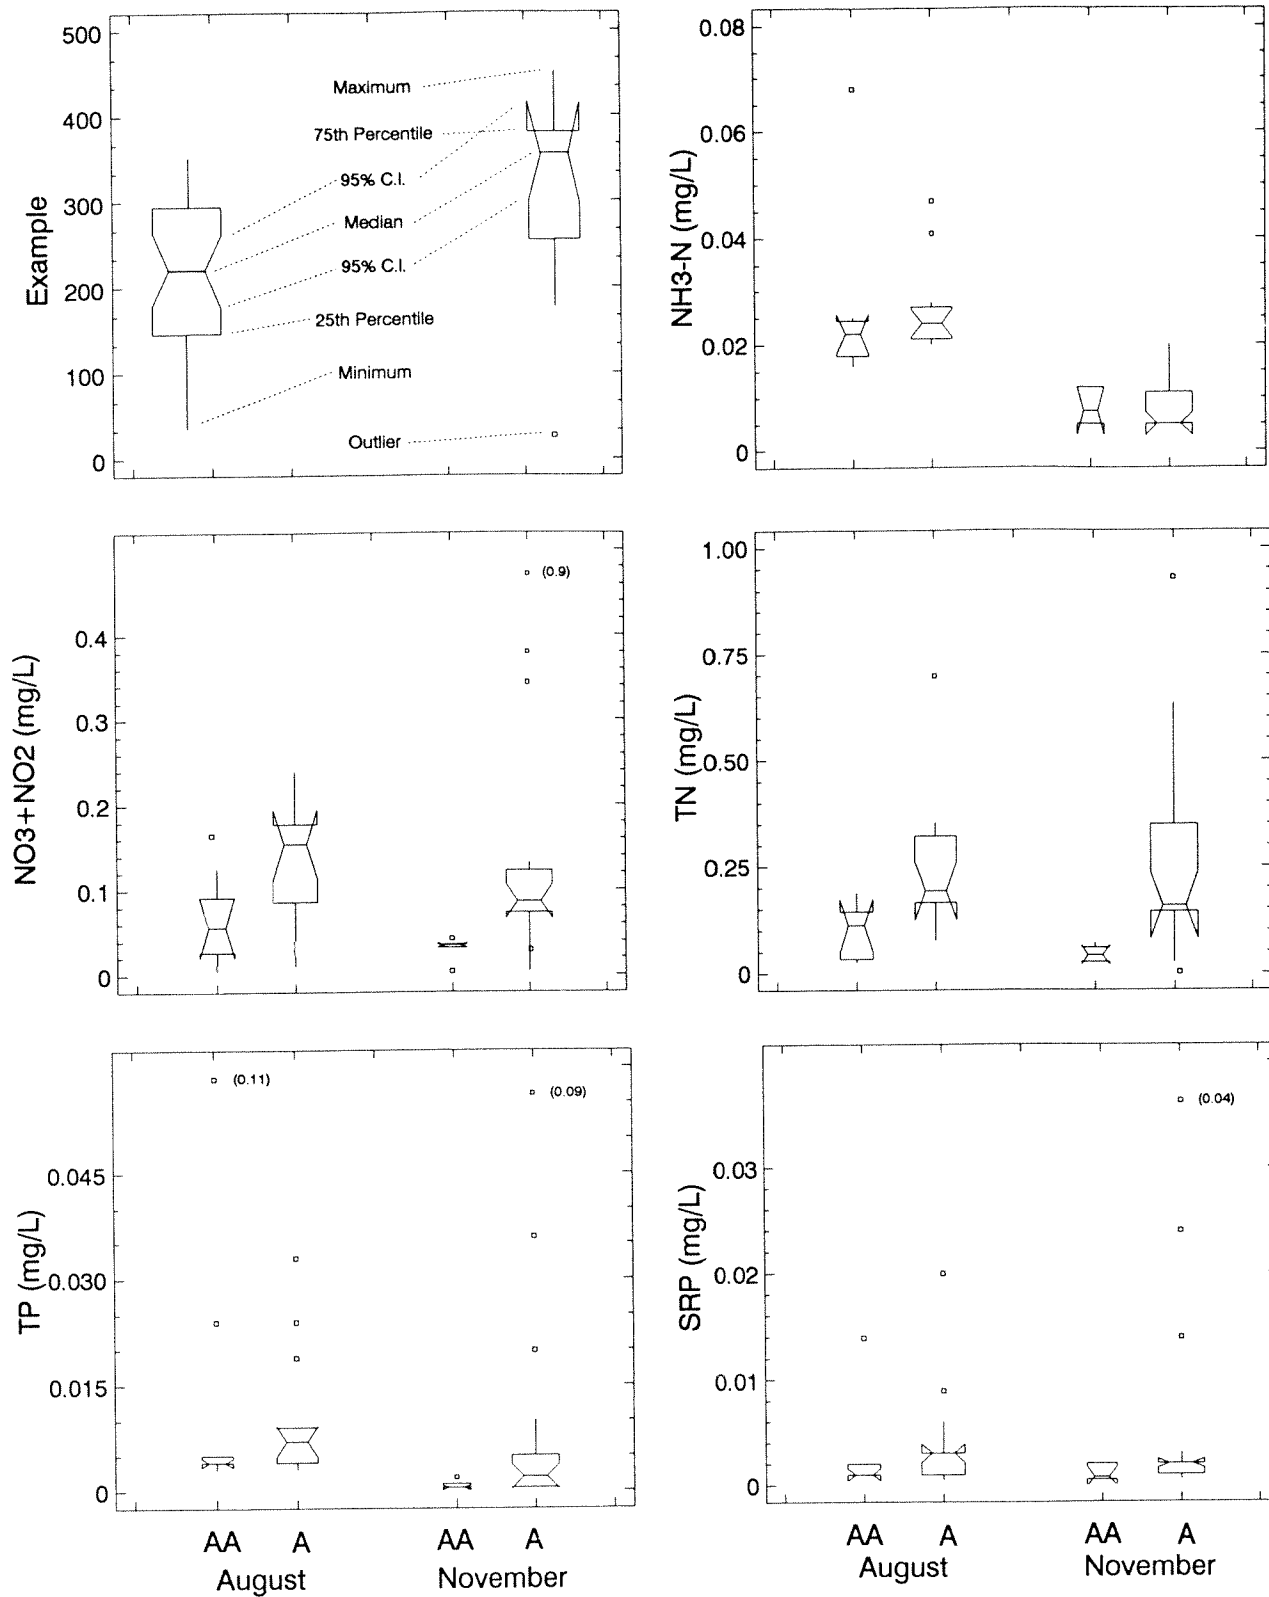 500
400
300
200
100
0
Example
Maximum
75th Percentile
95% C.I.
Median
95% C.I.
25th Percentile
Minimum
Outlier
0.08
0.06
0.04
0.02
0
NH3-N (mg/L)
0.4
0.3
0.2
0.1
0
NO3+NO2 (mg/L)
(0.9)
1.00
0.75
0.50
0.25
0
TN (mg/L)
0.045
0.030
0.015
0
TP (mg/L)
(0.11)
(0.09)
AA A AA A
August November
0.03
0.02
0.01
0
SRP (mg/L)
(0.04)
AA A AA A
August November